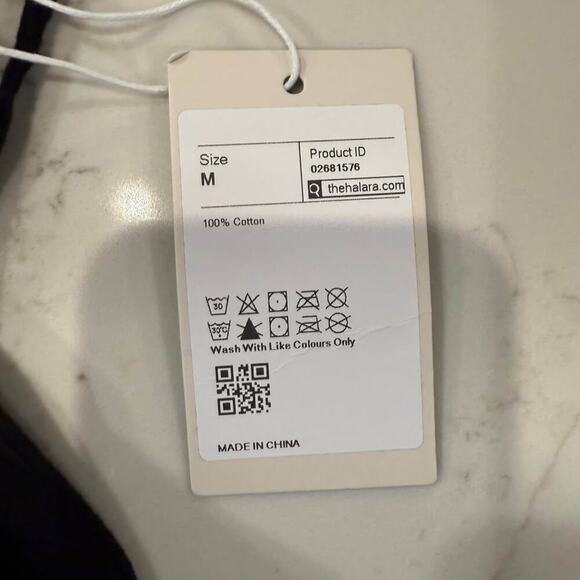 Size
M
Product ID
02681576
thehalara.com
100% Cotton
30
30°C
Wash With Like Colours Only
MADE IN CHINA